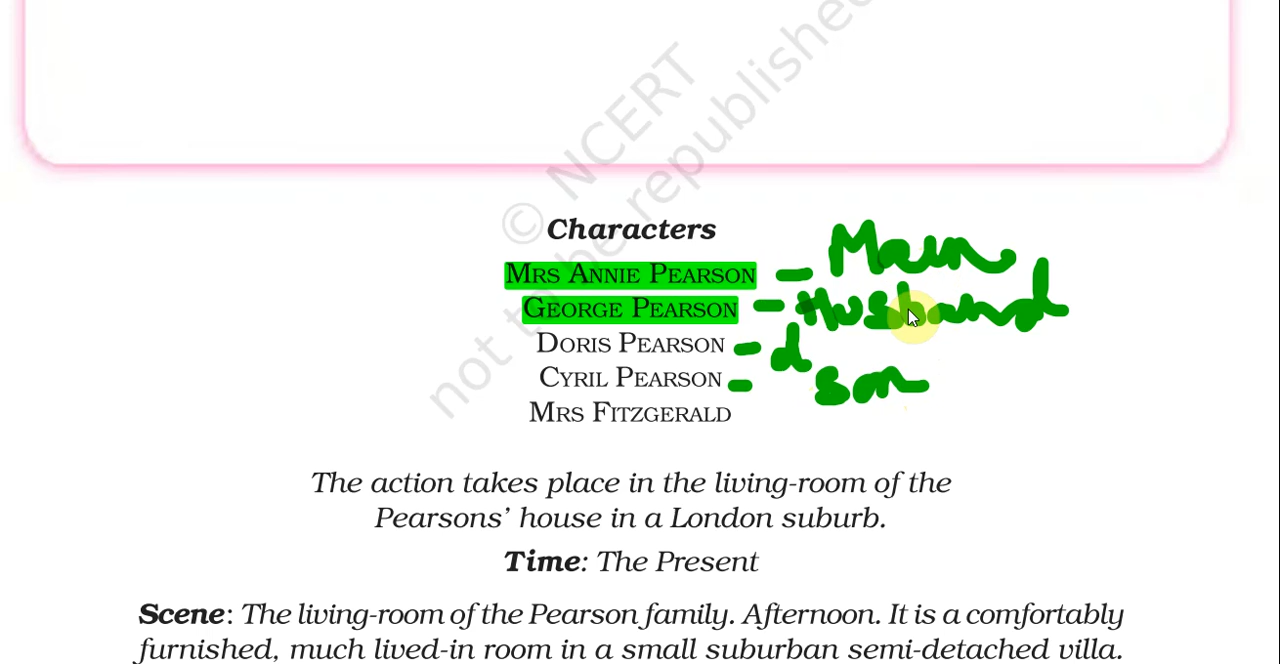 © NCERT
not to be republished
Characters
MRS ANNIE PEARSON - Main
GEORGE PEARSON - Husband
DORIS PEARSON - d
CYRIL PEARSON - son
MRS FITZGERALD
The action takes place in the living-room of the
Pearsons’ house in a London suburb.
Time: The Present
Scene: The living-room of the Pearson family. Afternoon. It is a comfortably
furnished, much lived-in room in a small suburban semi-detached villa.